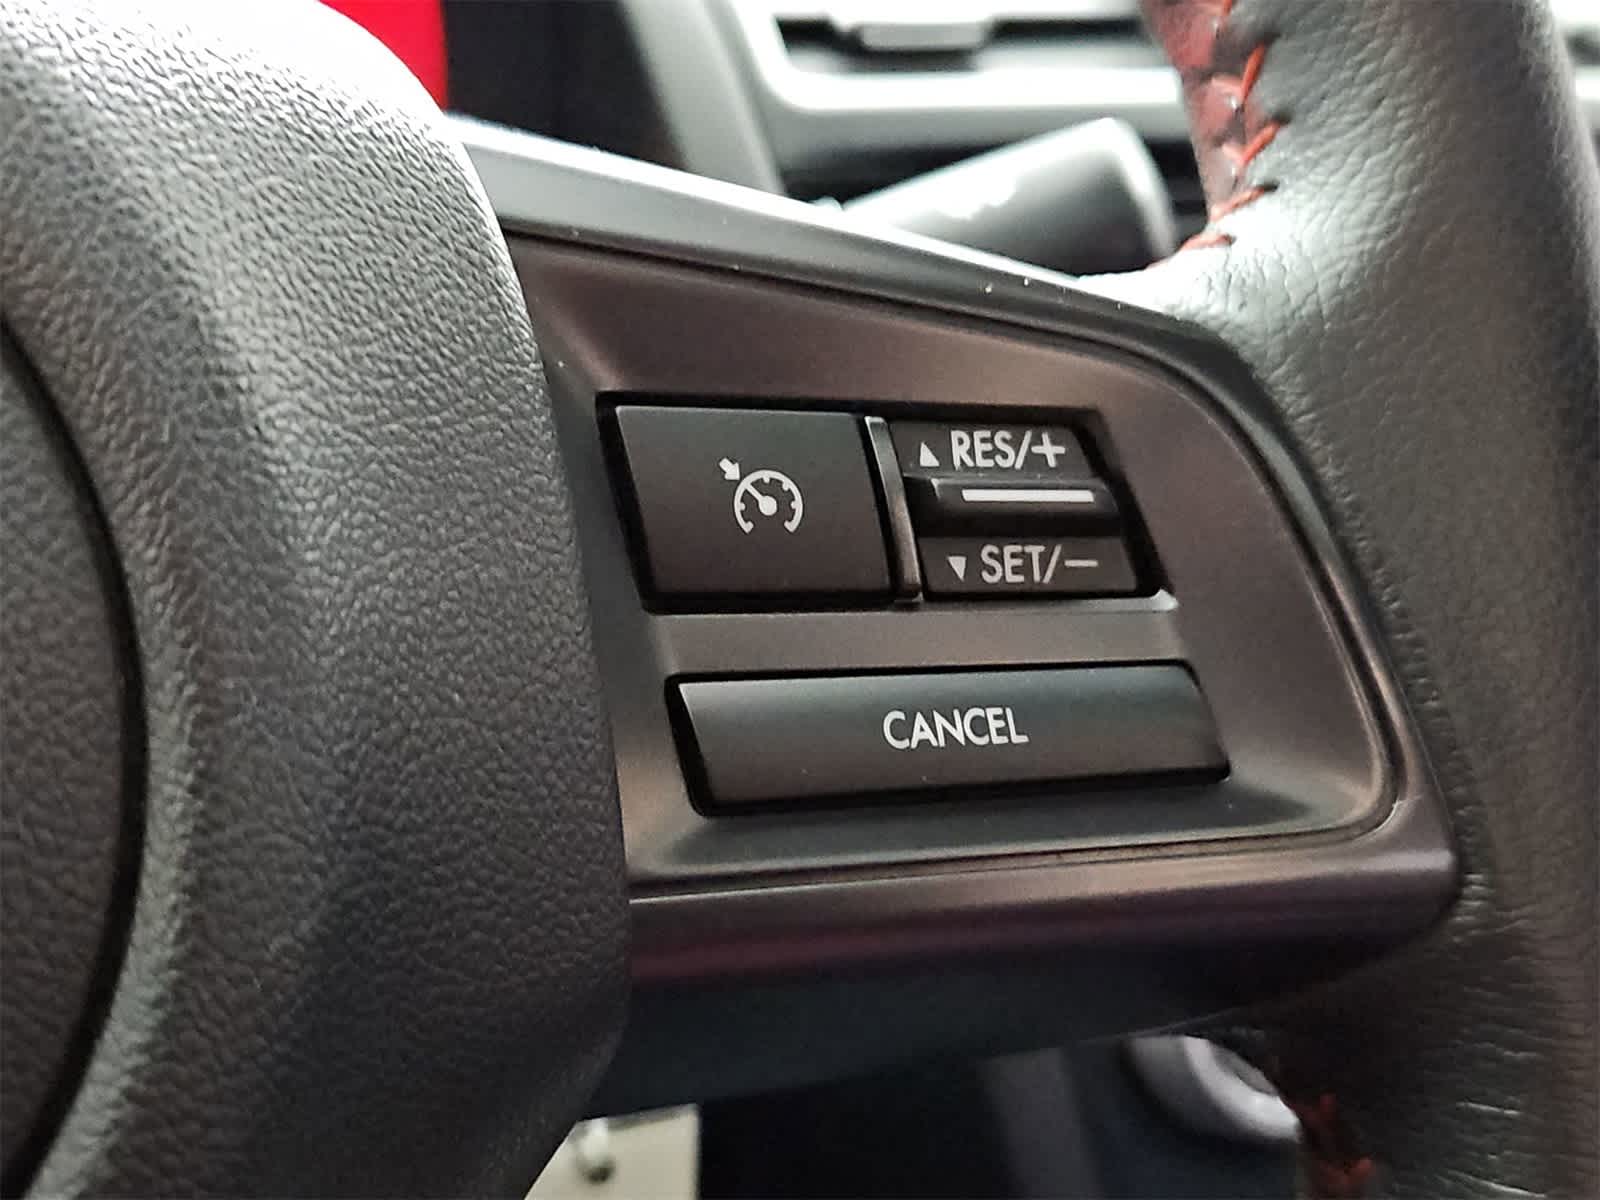 ▲ RES/+
▼ SET/−
CANCEL